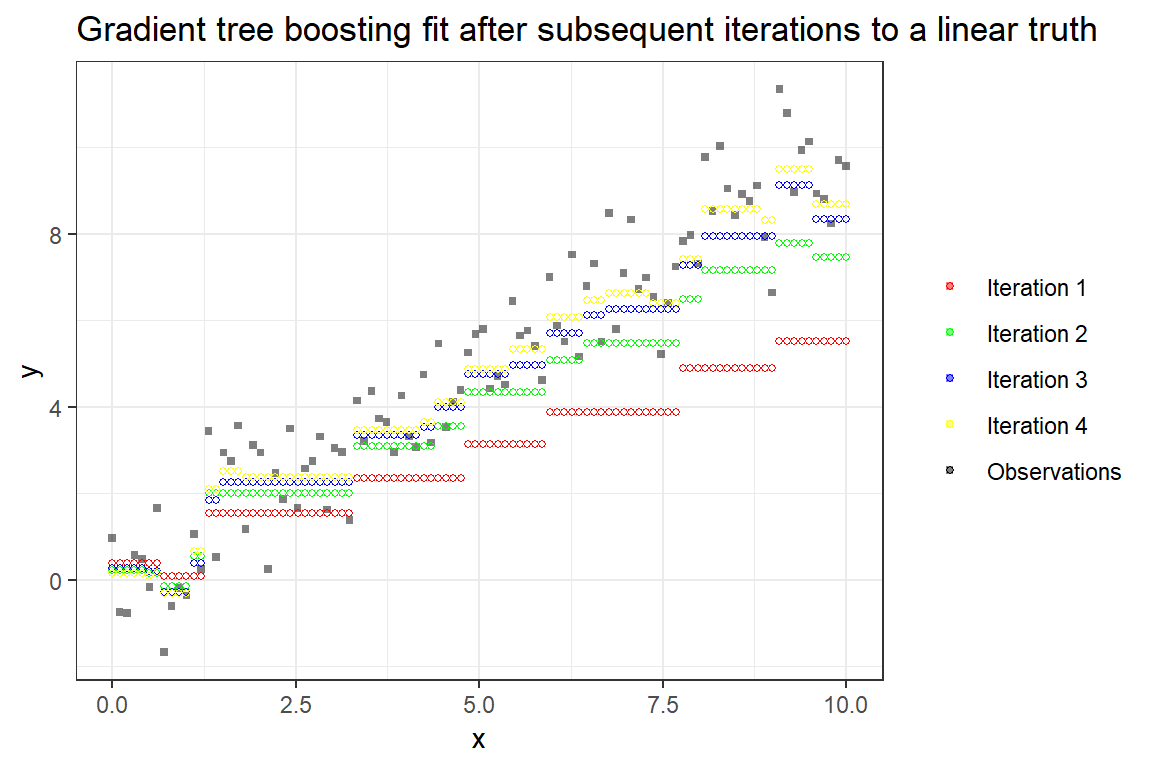 Gradient tree boosting fit after subsequent iterations to a linear truth
y
8
4
0
0.0 2.5 5.0 7.5 10.0
x
Iteration 1
Iteration 2
Iteration 3
Iteration 4
Observations